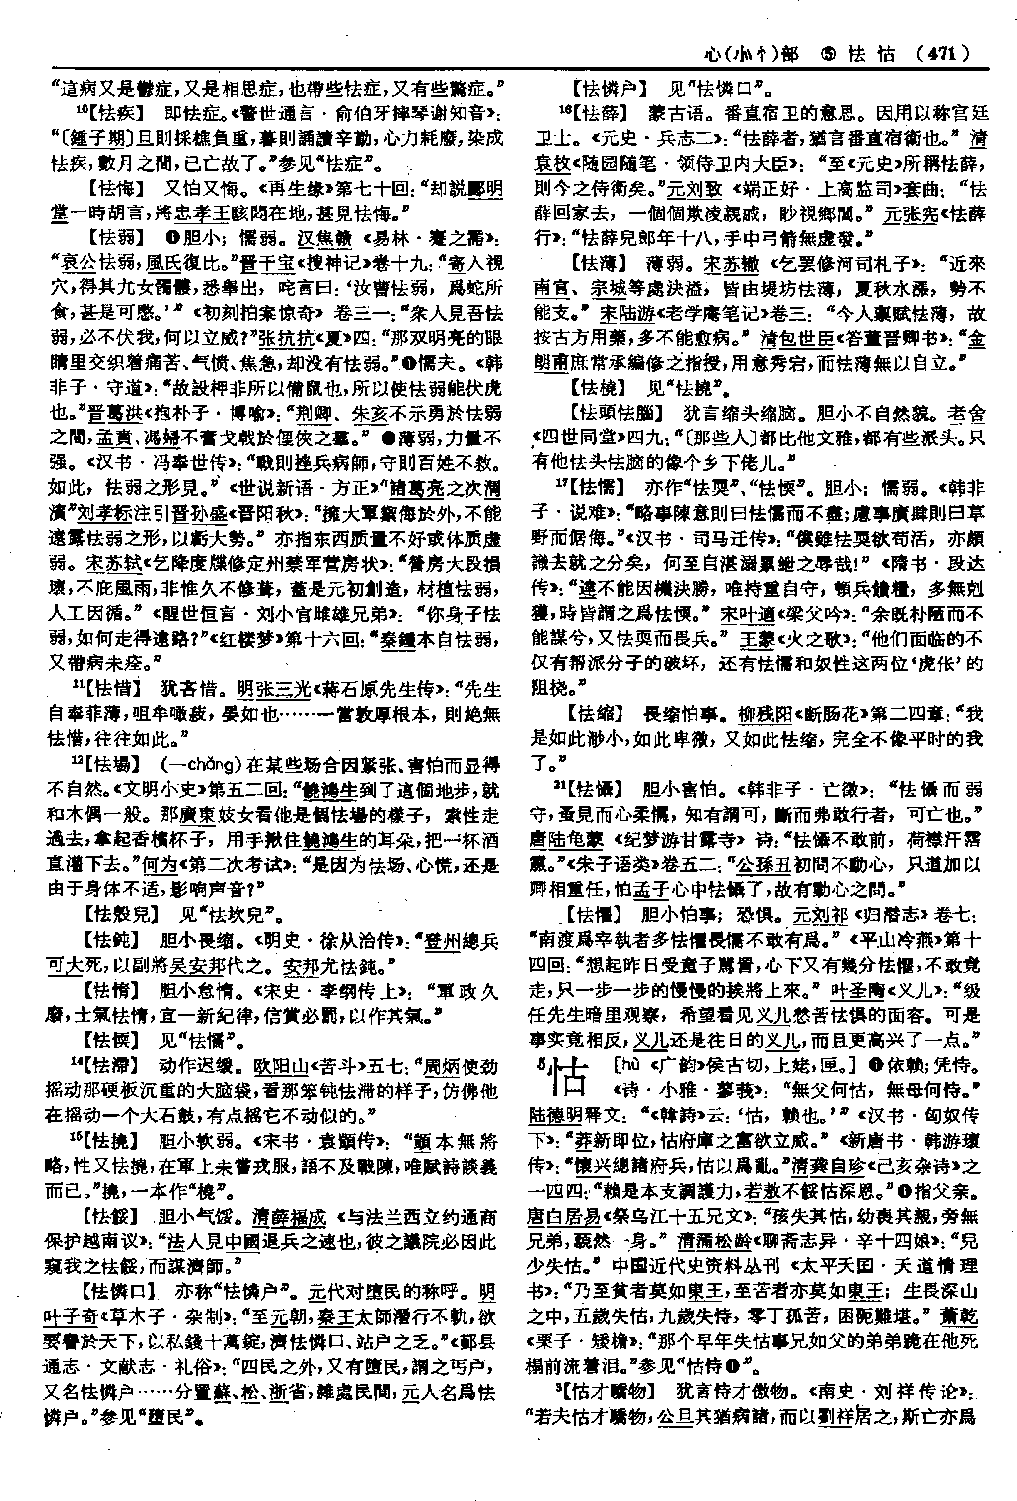 心(小忄)部 ⑤ 怯 怙 (471)
“這病又是鬱症，又是相思症，也帶些怯症，又有些驚症。”
¹⁰【怯疾】 即怯症。《警世通言·俞伯牙摔琴谢知音》：
“〔鍾子期〕旦則採樵負重，暮則誦讀辛勤，心力耗廢，染成
怯疾，數月之間，已亡故了。”参见“怯症”。
【怯悔】 又怕又悔。《再生缘》第七十回：“却說酈明
堂一時胡言，將忠孝王駭悶在地，甚見怯悔。”
【怯弱】 ❶胆小；懦弱。汉焦赣《易林·蹇之需》：
“哀公怯弱，風氏復比。”晋干宝《搜神记》卷十九：“寄入視
穴，得其九女髑髏，悉舉出，咤言曰：‘汝曹怯弱，爲蛇所
食，甚是可愍。’”《初刻拍案惊奇》卷三一：“衆人見吾怯
弱，必不伏我，何以立威？”张抗抗《夏》四：“那双明亮的眼
睛里交织着痛苦、气愤、焦急，却没有怯弱。”❷懦夫。《韩
非子·守道》：“故設柙非所以備鼠也，所以使怯弱能伏虎
也。”晋葛洪《抱朴子·博喻》：“荆卿、朱亥不示勇於怯弱
之間，孟賁、馮婦不奮戈戟於俚俠之羣。”❸薄弱，力量不
强。《汉书·冯奉世传》：“戰則挫兵病師，守則百姓不救。
如此，怯弱之形見。”《世说新语·方正》“諸葛亮之次渭
濱”刘孝标注引晋孙盛《晋阳秋》：“擁大軍禦侮於外，不能
遠露怯弱之形，以虧大勢。”亦指东西质量不好或体质虚
弱。宋苏轼《乞降度牒修定州禁军营房状》：“營房大段損
壞，不庇風雨，非惟久不修葺，蓋是元初創造，材植怯弱，
人工因循。”《醒世恒言·刘小官雌雄兄弟》：“你身子怯
弱，如何走得遠路？”《红楼梦》第十六回：“秦鍾本自怯弱，
又帶病未痊。”
¹¹【怯惜】 犹吝惜。明张三光《蒋石原先生传》：“先生
自奉菲薄，咀牟噉菽，晏如也……一當敦厚根本，則絶無
怯惜，往往如此。”
¹²【怯場】 (—chǎng)在某些场合因紧张、害怕而显得
不自然。《文明小史》第五二回：“饒鴻生到了這個地步，就
和木偶一般。那廣東妓女看他是個怯場的樣子，索性走
過去，拿起香檳杯子，用手揪住饒鴻生的耳朵，把一杯酒
直灌下去。”何为《第二次考试》：“是因为怯场、心慌，还是
由于身体不适，影响声音？”
【怯殼兒】 见“怯坎兒”。
【怯鈍】 胆小畏缩。《明史·徐从治传》：“登州總兵
可大死，以副將吴安邦代之。安邦尤怯鈍。”
【怯惰】 胆小怠惰。《宋史·李纲传上》：“軍政久
廢，士氣怯惰，宜一新紀律，信賞必罰，以作其氣。”
【怯愞】 见“怯懦”。
¹⁴【怯滯】 动作迟缓。欧阳山《苦斗》五七：“周炳使劲
摇动那硬板沉重的大脑袋，看那笨钝怯滞的样子，仿佛他
在摇动一个大石鼓，有点摇它不动似的。”
¹⁵【怯撓】 胆小软弱。《宋书·袁顗传》：“顗本無將
略，性又怯撓，在軍上未嘗戎服，語不及戰陳，唯賦詩談義
而已。”撓，一本作“橈”。
【怯餒】 胆小气馁。清薛福成《与法兰西立约通商
保护越南议》：“法人見中國退兵之速也，彼之議院必因此
窺我之怯餒，而謀濟師。”
【怯憐口】 亦称“怯憐户”。元代对堕民的称呼。明
叶子奇《草木子·杂制》：“至元朝，秦王太師潛行不軌，欲
要譽於天下，以私錢十萬錠，濟怯憐口、站户之乏。”《鄞县
通志·文献志·礼俗》：“四民之外，又有墮民，謂之丐户，
又名怯憐户……分置蘇、松、浙省，雜處民間，元人名爲怯
憐户。”参见“墮民”。
【怯憐户】 见“怯憐口”。
¹⁶【怯薛】 蒙古语。番直宿卫的意思。因用以称宫廷
卫士。《元史·兵志二》：“怯薛者，猶言番直宿衛也。”清
袁枚《随园随笔·领侍卫内大臣》：“至《元史》所稱怯薛，
則今之侍衛矣。”元刘致《端正好·上高监司》套曲：“怯
薛回家去，一個個欺凌親戚，眇視鄉閭。”元张宪《怯薛
行》：“怯薛兒郎年十八，手中弓箭無虚發。”
【怯薄】 薄弱。宋苏辙《乞罢修河司札子》：“近來
南宫、宗城等處決溢，皆由堤坊怯薄，夏秋水漲，勢不
能支。”宋陆游《老学庵笔记》卷三：“今人禀賦怯薄，故
按古方用藥，多不能愈病。”清包世臣《答董晋卿书》：“金
朗甫庶常承編修之指授，用意秀宕，而怯薄無以自立。”
【怯橈】 见“怯撓”。
【怯頭怯腦】 犹言缩头缩脑。胆小不自然貌。老舍
《四世同堂》四九：“〔那些人〕都比他文雅，都有些派头。只
有他怯头怯脑的像个乡下佬儿。”
¹⁷【怯懦】 亦作“怯耎”、“怯愞”。胆小；懦弱。《韩非
子·说难》：“略事陳意則曰怯懦而不盡；慮事廣肆則曰草
野而倨侮。”《汉书·司马迁传》：“僕雖怯耎欲苟活，亦頗
識去就之分矣，何至自湛溺累紲之辱哉！”《隋书·段达
传》：“達不能因機決勝，唯持重自守，頓兵饋糧，多無剋
獲，時皆謂之爲怯愞。”宋叶適《梁父吟》：“余既朴陋而不
能謀兮，又怯耎而畏兵。”王蒙《火之歌》：“他们面临的不
仅有帮派分子的破坏，还有怯懦和奴性这两位‘虎伥’的
阻挠。”
【怯縮】 畏缩怕事。柳残阳《断肠花》第二四章：“我
是如此渺小，如此卑微，又如此怯缩，完全不像平时的我
了。”
²¹【怯懾】 胆小害怕。《韩非子·亡徵》：“怯懾而弱
守，蚤見而心柔懦，知有謂可，斷而弗敢行者，可亡也。”
唐陆龟蒙《纪梦游甘露寺》诗：“怯懾不敢前，荷襟汗霑
霢。”《朱子语类》卷五二：“公孫丑初問不動心，只道加以
卿相重任，怕孟子心中怯懾了，故有動心之問。”
【怯懼】 胆小怕事；恐惧。元刘祁《归潜志》卷七：
“南渡爲宰執者多怯懼畏懦不敢有爲。”《平山冷燕》第十
四回：“想起昨日受童子罵詈，心下又有幾分怯懼，不敢竟
走，只一步一步的慢慢的挨將上來。”叶圣陶《义儿》：“级
任先生暗里观察，希望看见义儿愁苦怯惧的面容。可是
事实竟相反，义儿还是往日的义儿，而且更高兴了一点。”
⁵怙 [hù 《广韵》侯古切，上姥，匣。] ❶依赖；凭恃。
《诗·小雅·蓼莪》：“無父何怙，無母何恃。”
陆德明释文：“《韓詩》云：‘怙，賴也。’”《汉书·匈奴传
下》：“莽新即位，怙府庫之富欲立威。”《新唐书·韩游瓌
传》：“懷兴總諸府兵，怙以爲亂。”清龚自珍《己亥杂诗》之
一四四：“賴是本支調護力，若敖不餒怙深恩。”❷指父亲。
唐白居易《祭乌江十五兄文》：“孩失其怙，幼喪其親，旁無
兄弟，藐然一身。”清蒲松龄《聊斋志异·辛十四娘》：“兒
少失怙。”中国近代史资料丛刊《太平天国·天道情理
书》：“乃至貧者莫如東王，至苦者亦莫如東王；生長深山
之中，五歲失怙，九歲失恃，零丁孤苦，困阨難堪。”萧乾
《栗子·矮檐》：“那个早年失怙事兄如父的弟弟跪在他死
榻前流着泪。”参见“怙恃❶”。
³【怙才驕物】 犹言恃才傲物。《南史·刘祥传论》：
“若夫怙才驕物，公旦其猶病諸，而以劉祥居之，斯亡亦爲